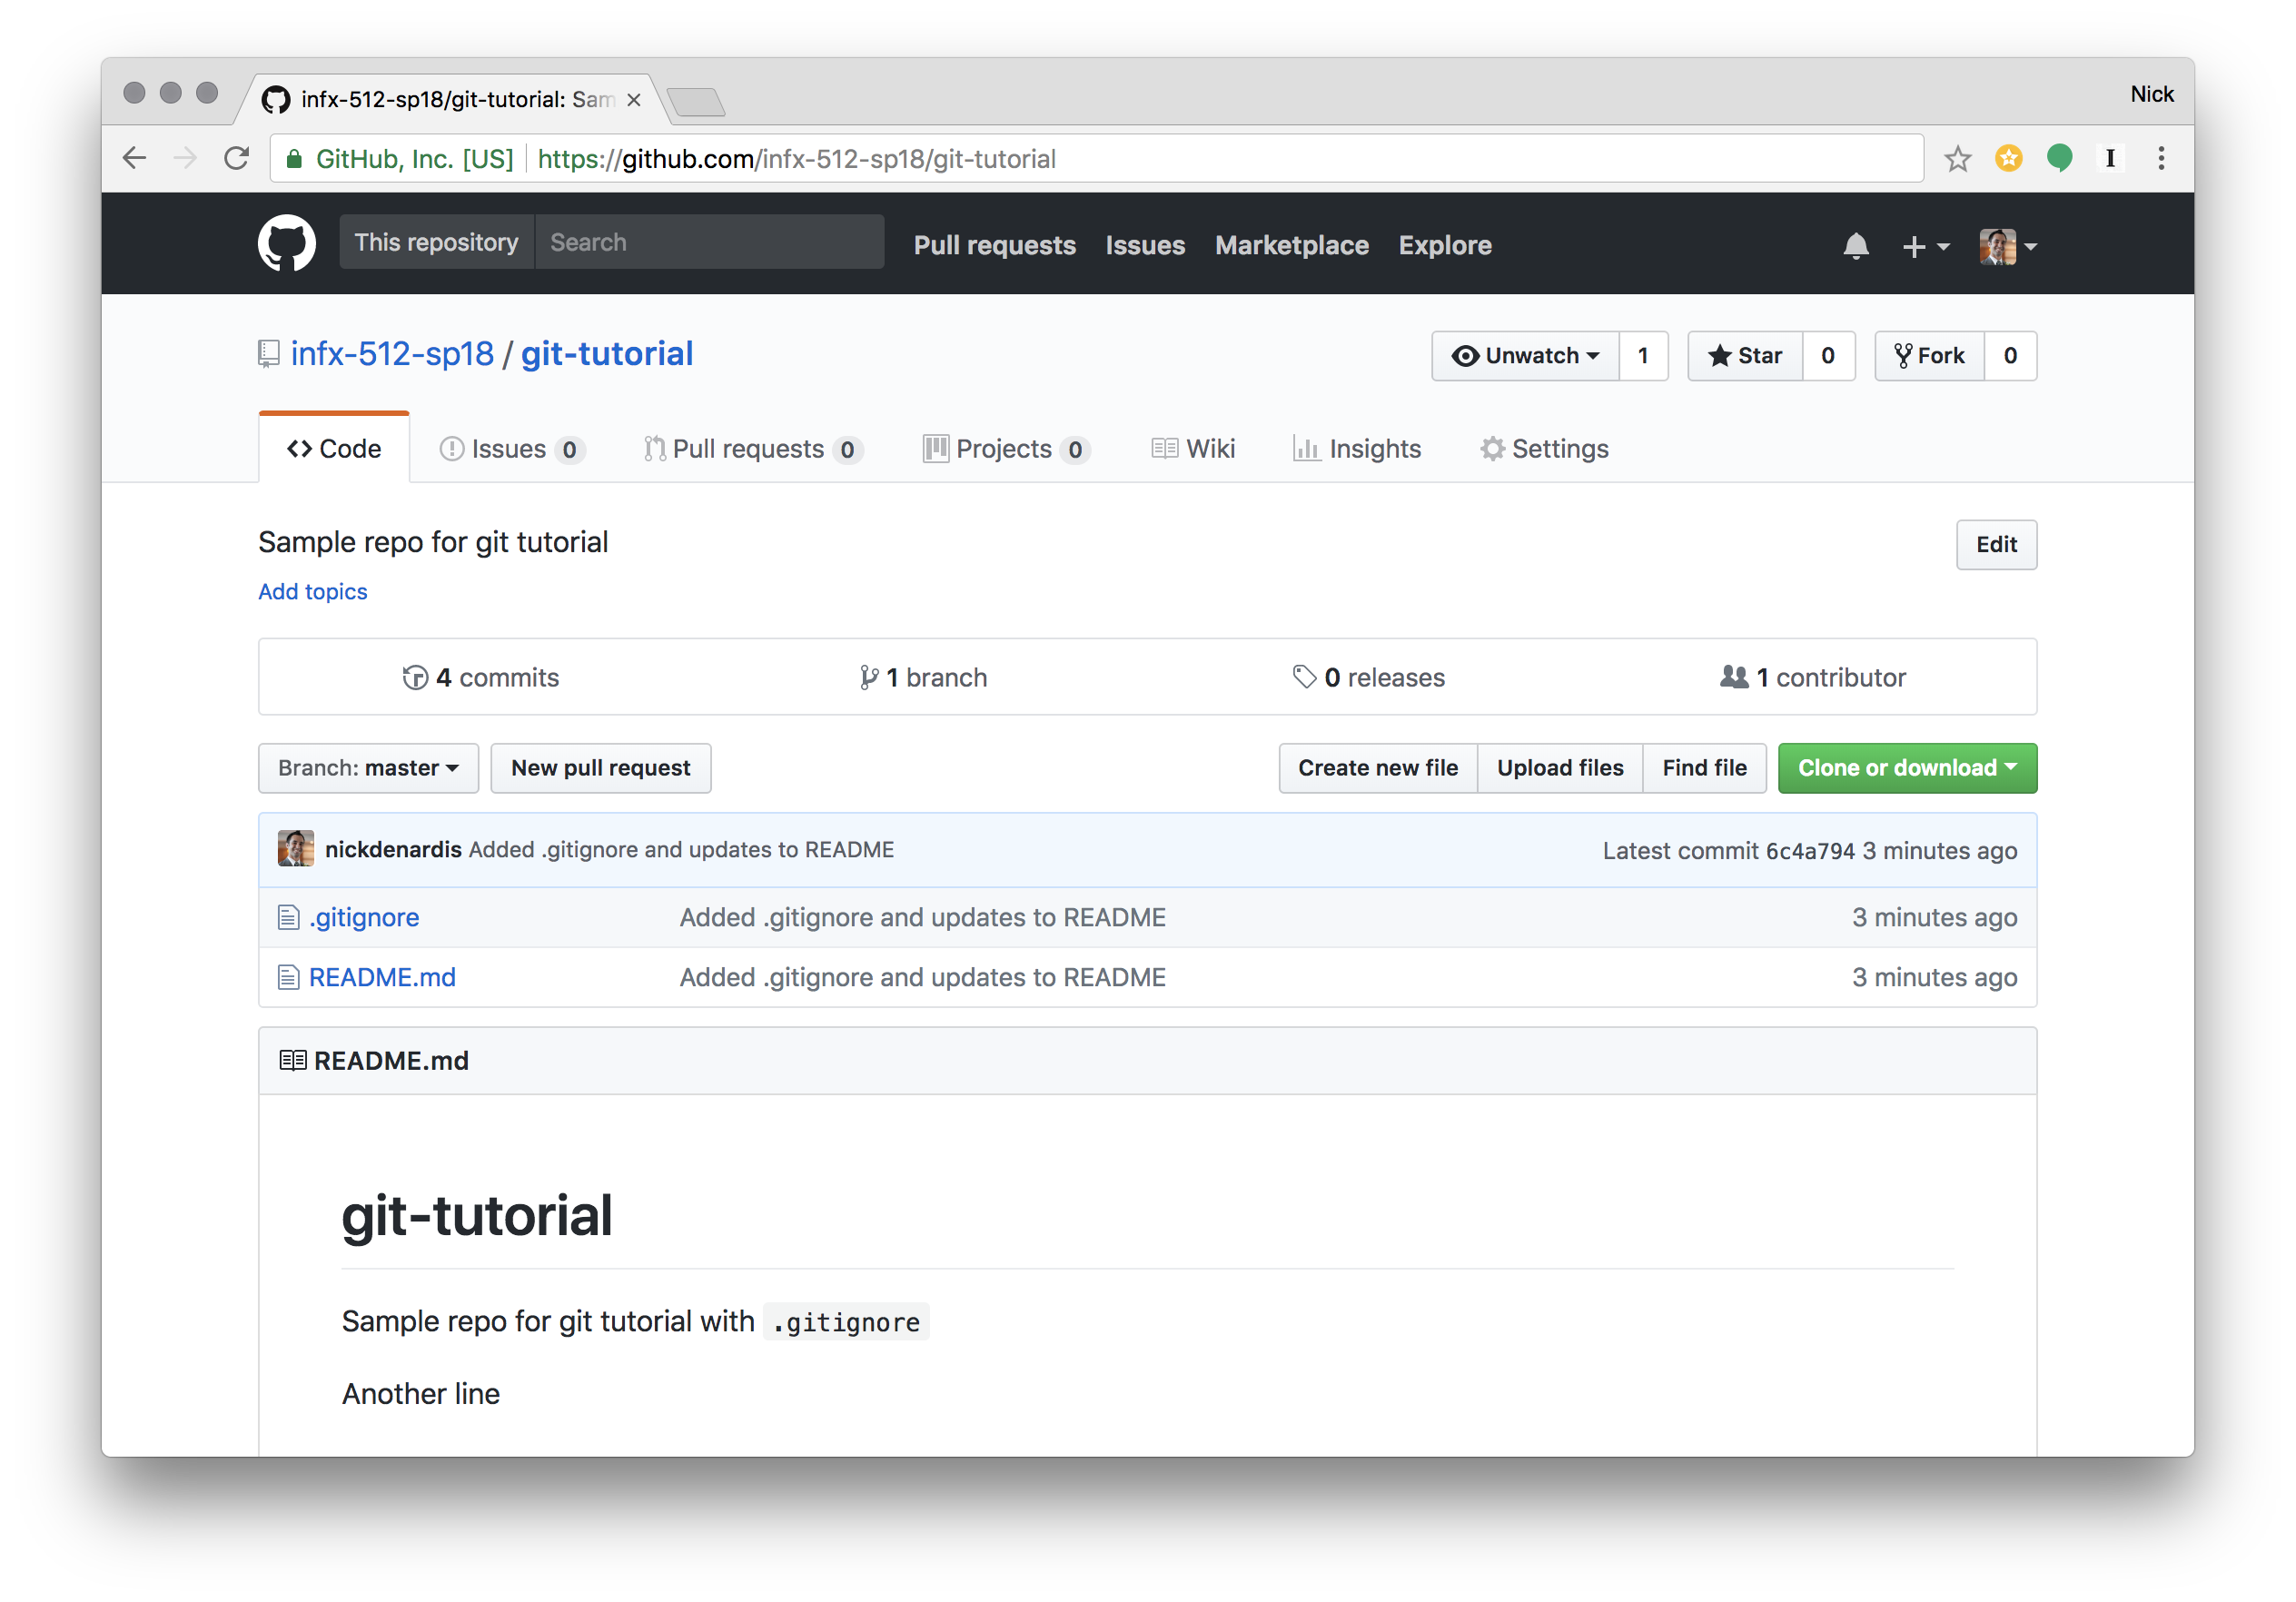 infx-512-sp18/git-tutorial: Sam
Nick
GitHub, Inc. [US] https://github.com/infx-512-sp18/git-tutorial
I
This repository Search Pull requests Issues Marketplace Explore
infx-512-sp18 / git-tutorial Unwatch 1 Star 0 Fork 0
Code Issues 0 Pull requests 0 Projects 0 Wiki Insights Settings
Sample repo for git tutorial Edit
Add topics
4 commits 1 branch 0 releases 1 contributor
Branch: master New pull request Create new file Upload files Find file Clone or download
nickdenardis Added .gitignore and updates to README Latest commit 6c4a794 3 minutes ago
.gitignore Added .gitignore and updates to README 3 minutes ago
README.md Added .gitignore and updates to README 3 minutes ago
README.md
git-tutorial
Sample repo for git tutorial with .gitignore
Another line